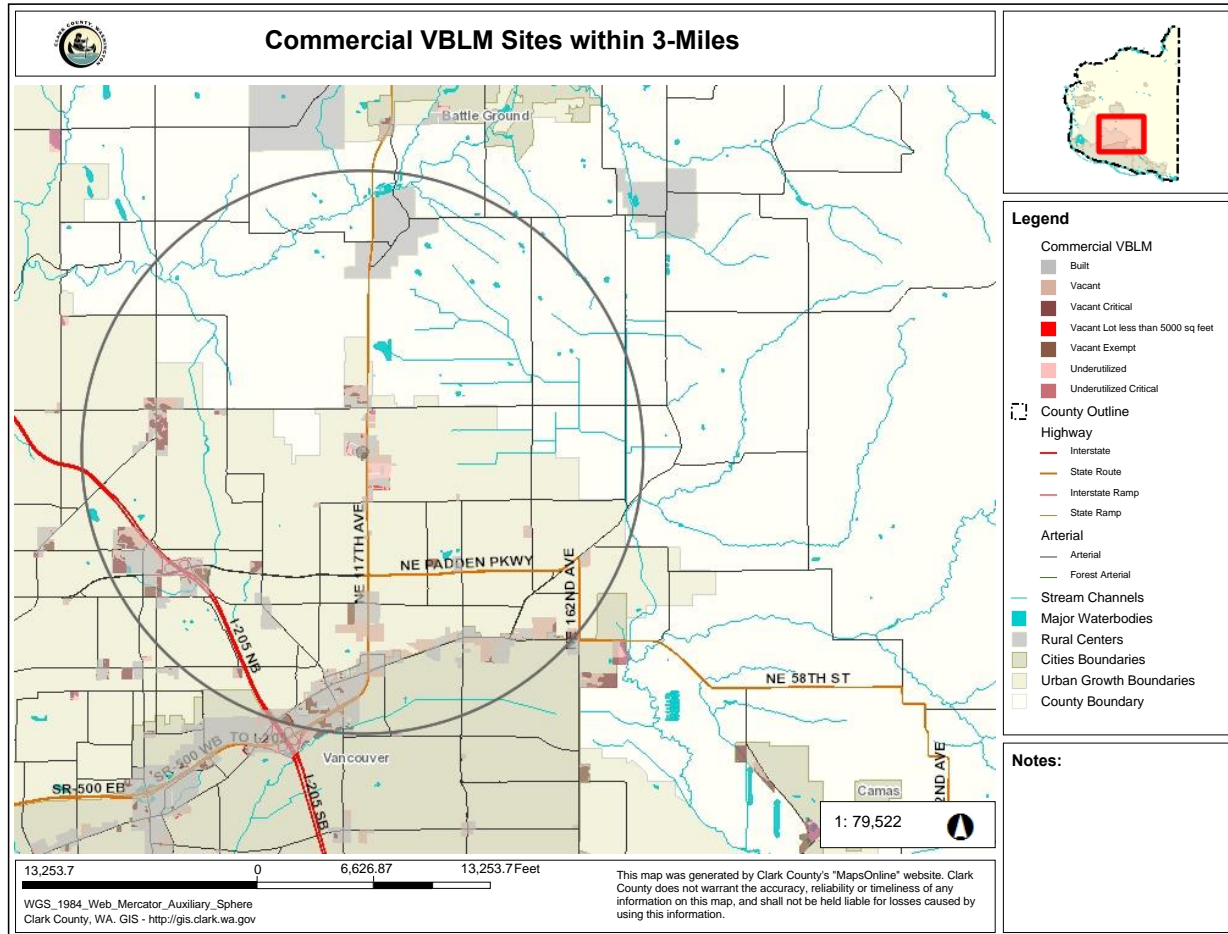 CLARK COUNTY, WASHINGTON
Commercial VBLM Sites within 3-Miles
Battle Ground
NE 117TH AVE
NE PADDEN PKWY
NE 162ND AVE
I-205 NB
NE 58TH ST
SR-500 WB
TO I-20
Vancouver
SR-500 EB
I-205 SB
Camas
2ND AVE
1: 79,522
Legend
Commercial VBLM
Built
Vacant
Vacant Critical
Vacant Lot less than 5000 sq feet
Vacant Exempt
Underutilized
Underutilized Critical
County Outline
Highway
Interstate
State Route
Interstate Ramp
State Ramp
Arterial
Arterial
Forest Arterial
Stream Channels
Major Waterbodies
Rural Centers
Cities Boundaries
Urban Growth Boundaries
County Boundary
Notes:
13,253.7 0 6,626.87 13,253.7 Feet
WGS_1984_Web_Mercator_Auxiliary_Sphere
Clark County, WA. GIS - http://gis.clark.wa.gov
This map was generated by Clark County's "MapsOnline" website. Clark
County does not warrant the accuracy, reliability or timeliness of any
information on this map, and shall not be held liable for losses caused by
using this information.